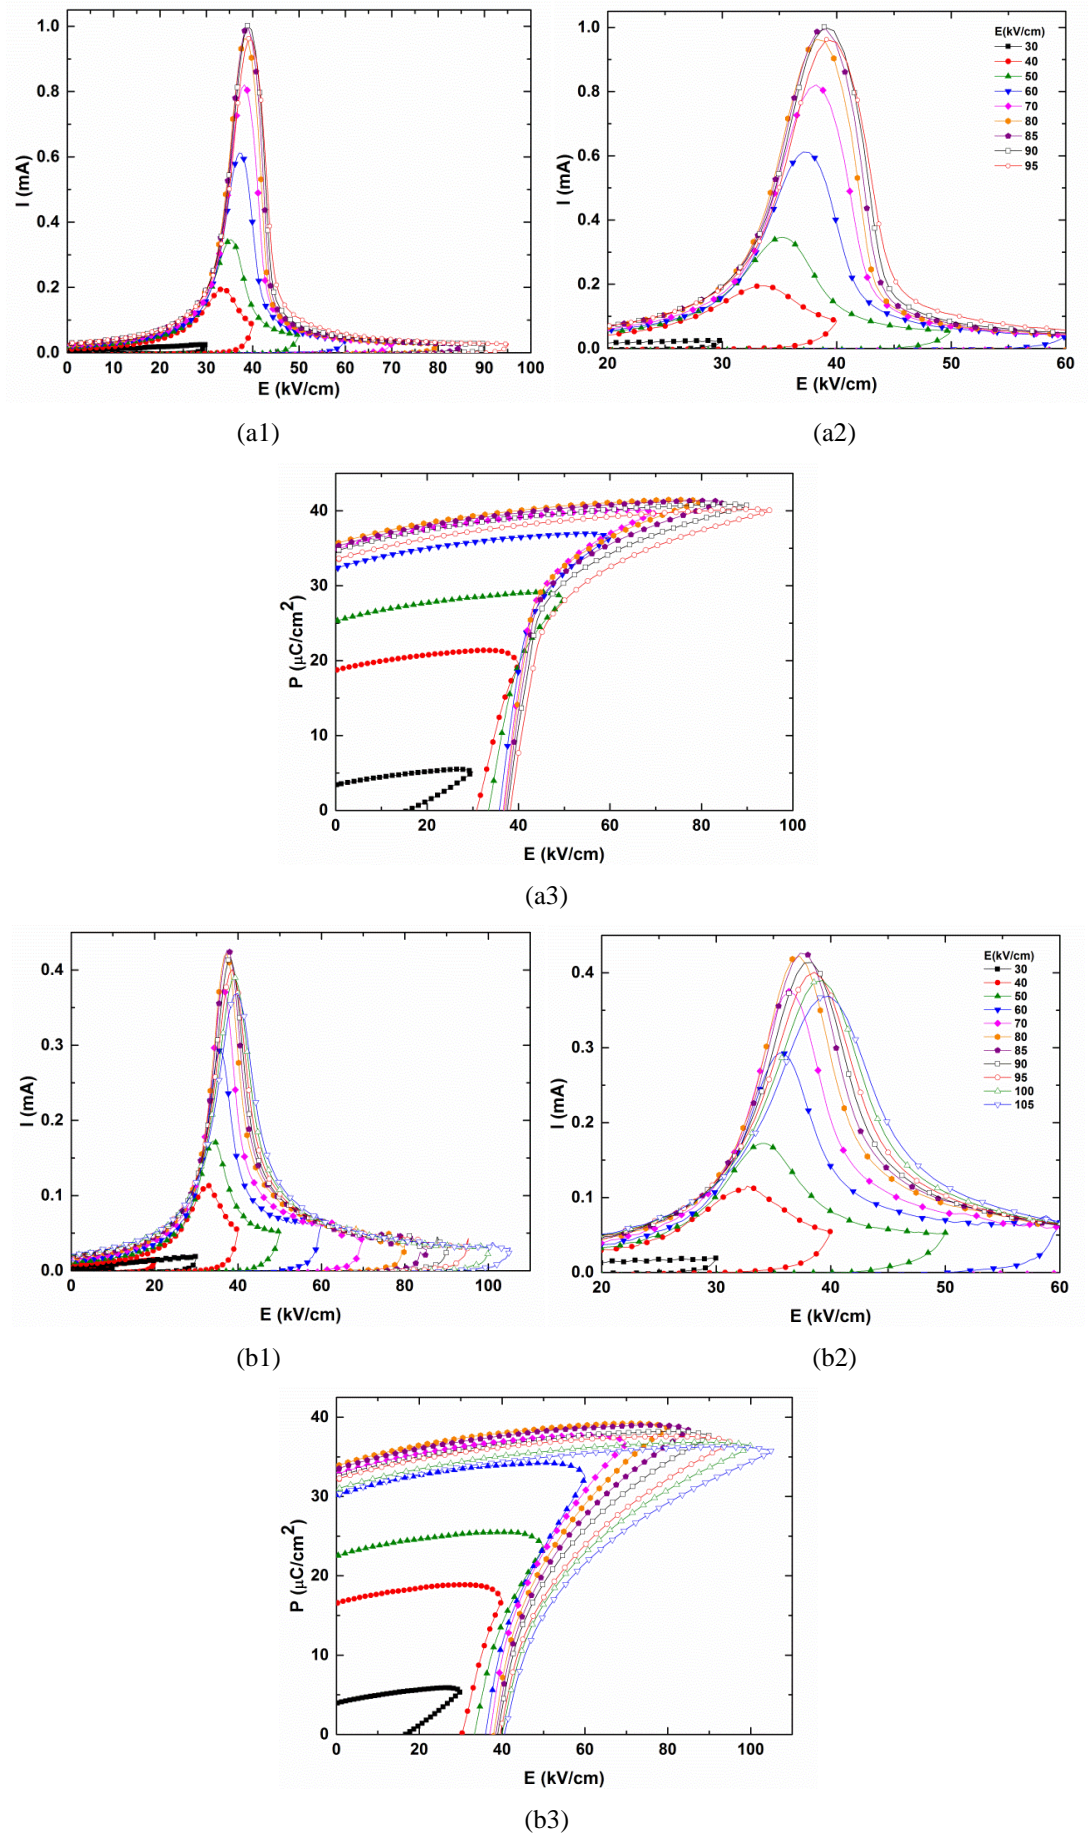 1.0
0.8
0.6
0.4
0.2
0.0
I (mA)
0 10 20 30 40 50 60 70 80 90 100
E (kV/cm)
(a1)
1.0
0.8
0.6
0.4
0.2
0.0
I (mA)
20 30 40 50 60
E (kV/cm)
E(kV/cm)
30
40
50
60
70
80
85
90
95
(a2)
40
30
20
10
0
P (μC/cm²)
0 20 40 60 80 100
E (kV/cm)
(a3)
0.4
0.3
0.2
0.1
0.0
I (mA)
0 20 40 60 80 100
E (kV/cm)
(b1)
0.4
0.3
0.2
0.1
0.0
I (mA)
20 30 40 50 60
E (kV/cm)
E(kV/cm)
30
40
50
60
70
80
85
90
95
100
105
(b2)
40
30
20
10
0
P (μC/cm²)
0 20 40 60 80 100
E (kV/cm)
(b3)